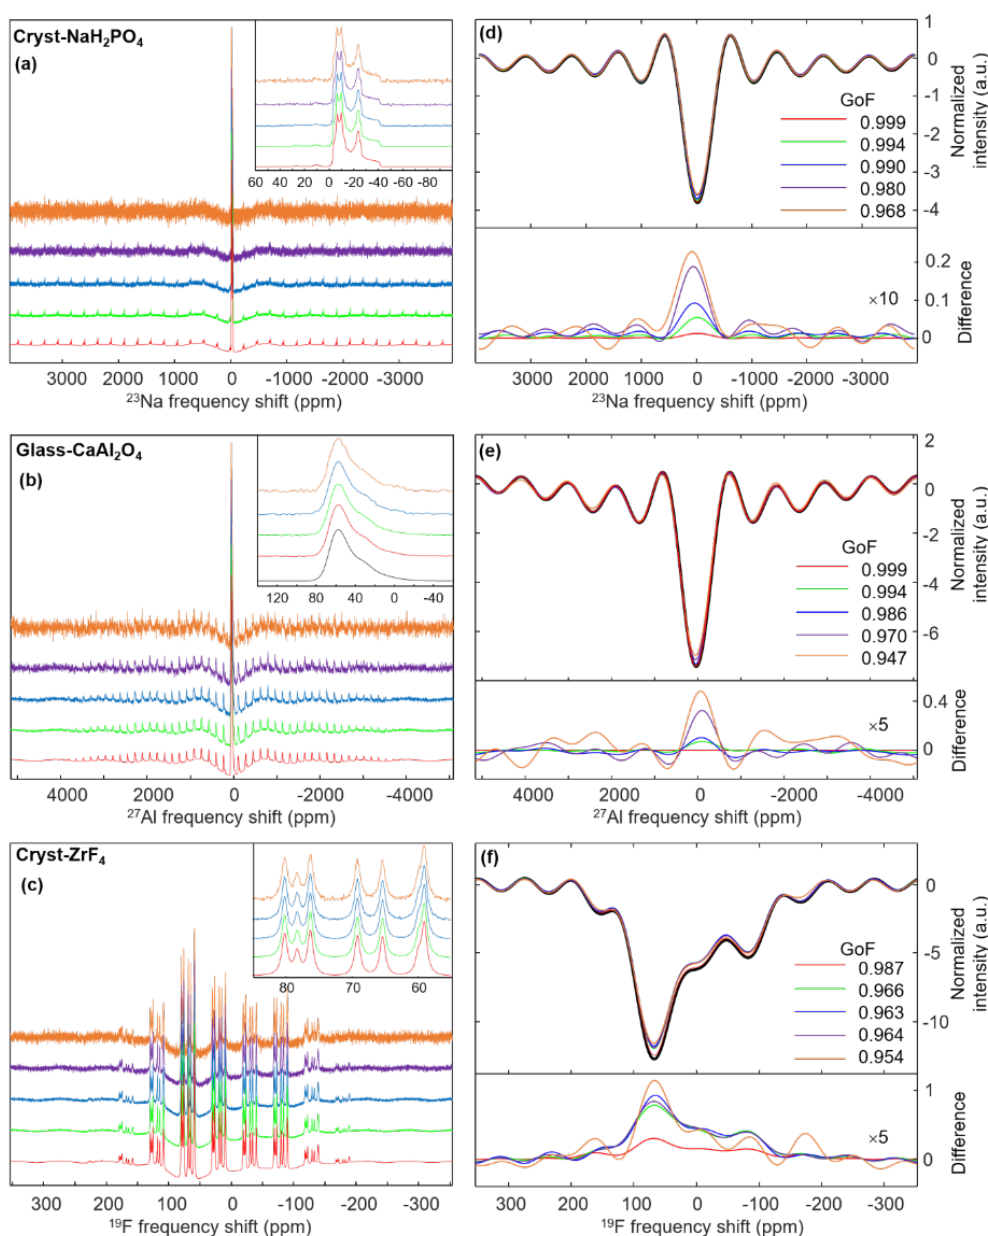 Cryst-NaH₂PO₄
(a)
60 40 20 0 -20 -40 -60 -80
3000 2000 1000 0 -1000 -2000 -3000
²³Na frequency shift (ppm)
(d)
1
0
-1
-2
-3
-4
Normalized
intensity (a.u.)
GoF
0.999
0.994
0.990
0.980
0.968
0.2
0.1
0
Difference
×10
3000 2000 1000 0 -1000 -2000 -3000
²³Na frequency shift (ppm)
Glass-CaAl₂O₄
(b)
120 80 40 0 -40
4000 2000 0 -2000 -4000
²⁷Al frequency shift (ppm)
(e)
2
0
-2
-4
-6
Normalized
intensity (a.u.)
GoF
0.999
0.994
0.986
0.970
0.947
0.4
0
Difference
×5
4000 2000 0 -2000 -4000
²⁷Al frequency shift (ppm)
Cryst-ZrF₄
(c)
80 70 60
300 200 100 0 -100 -200 -300
¹⁹F frequency shift (ppm)
(f)
0
-5
-10
Normalized
intensity (a.u.)
GoF
0.987
0.966
0.963
0.964
0.954
1
0
Difference
×5
300 200 100 0 -100 -200 -300
¹⁹F frequency shift (ppm)